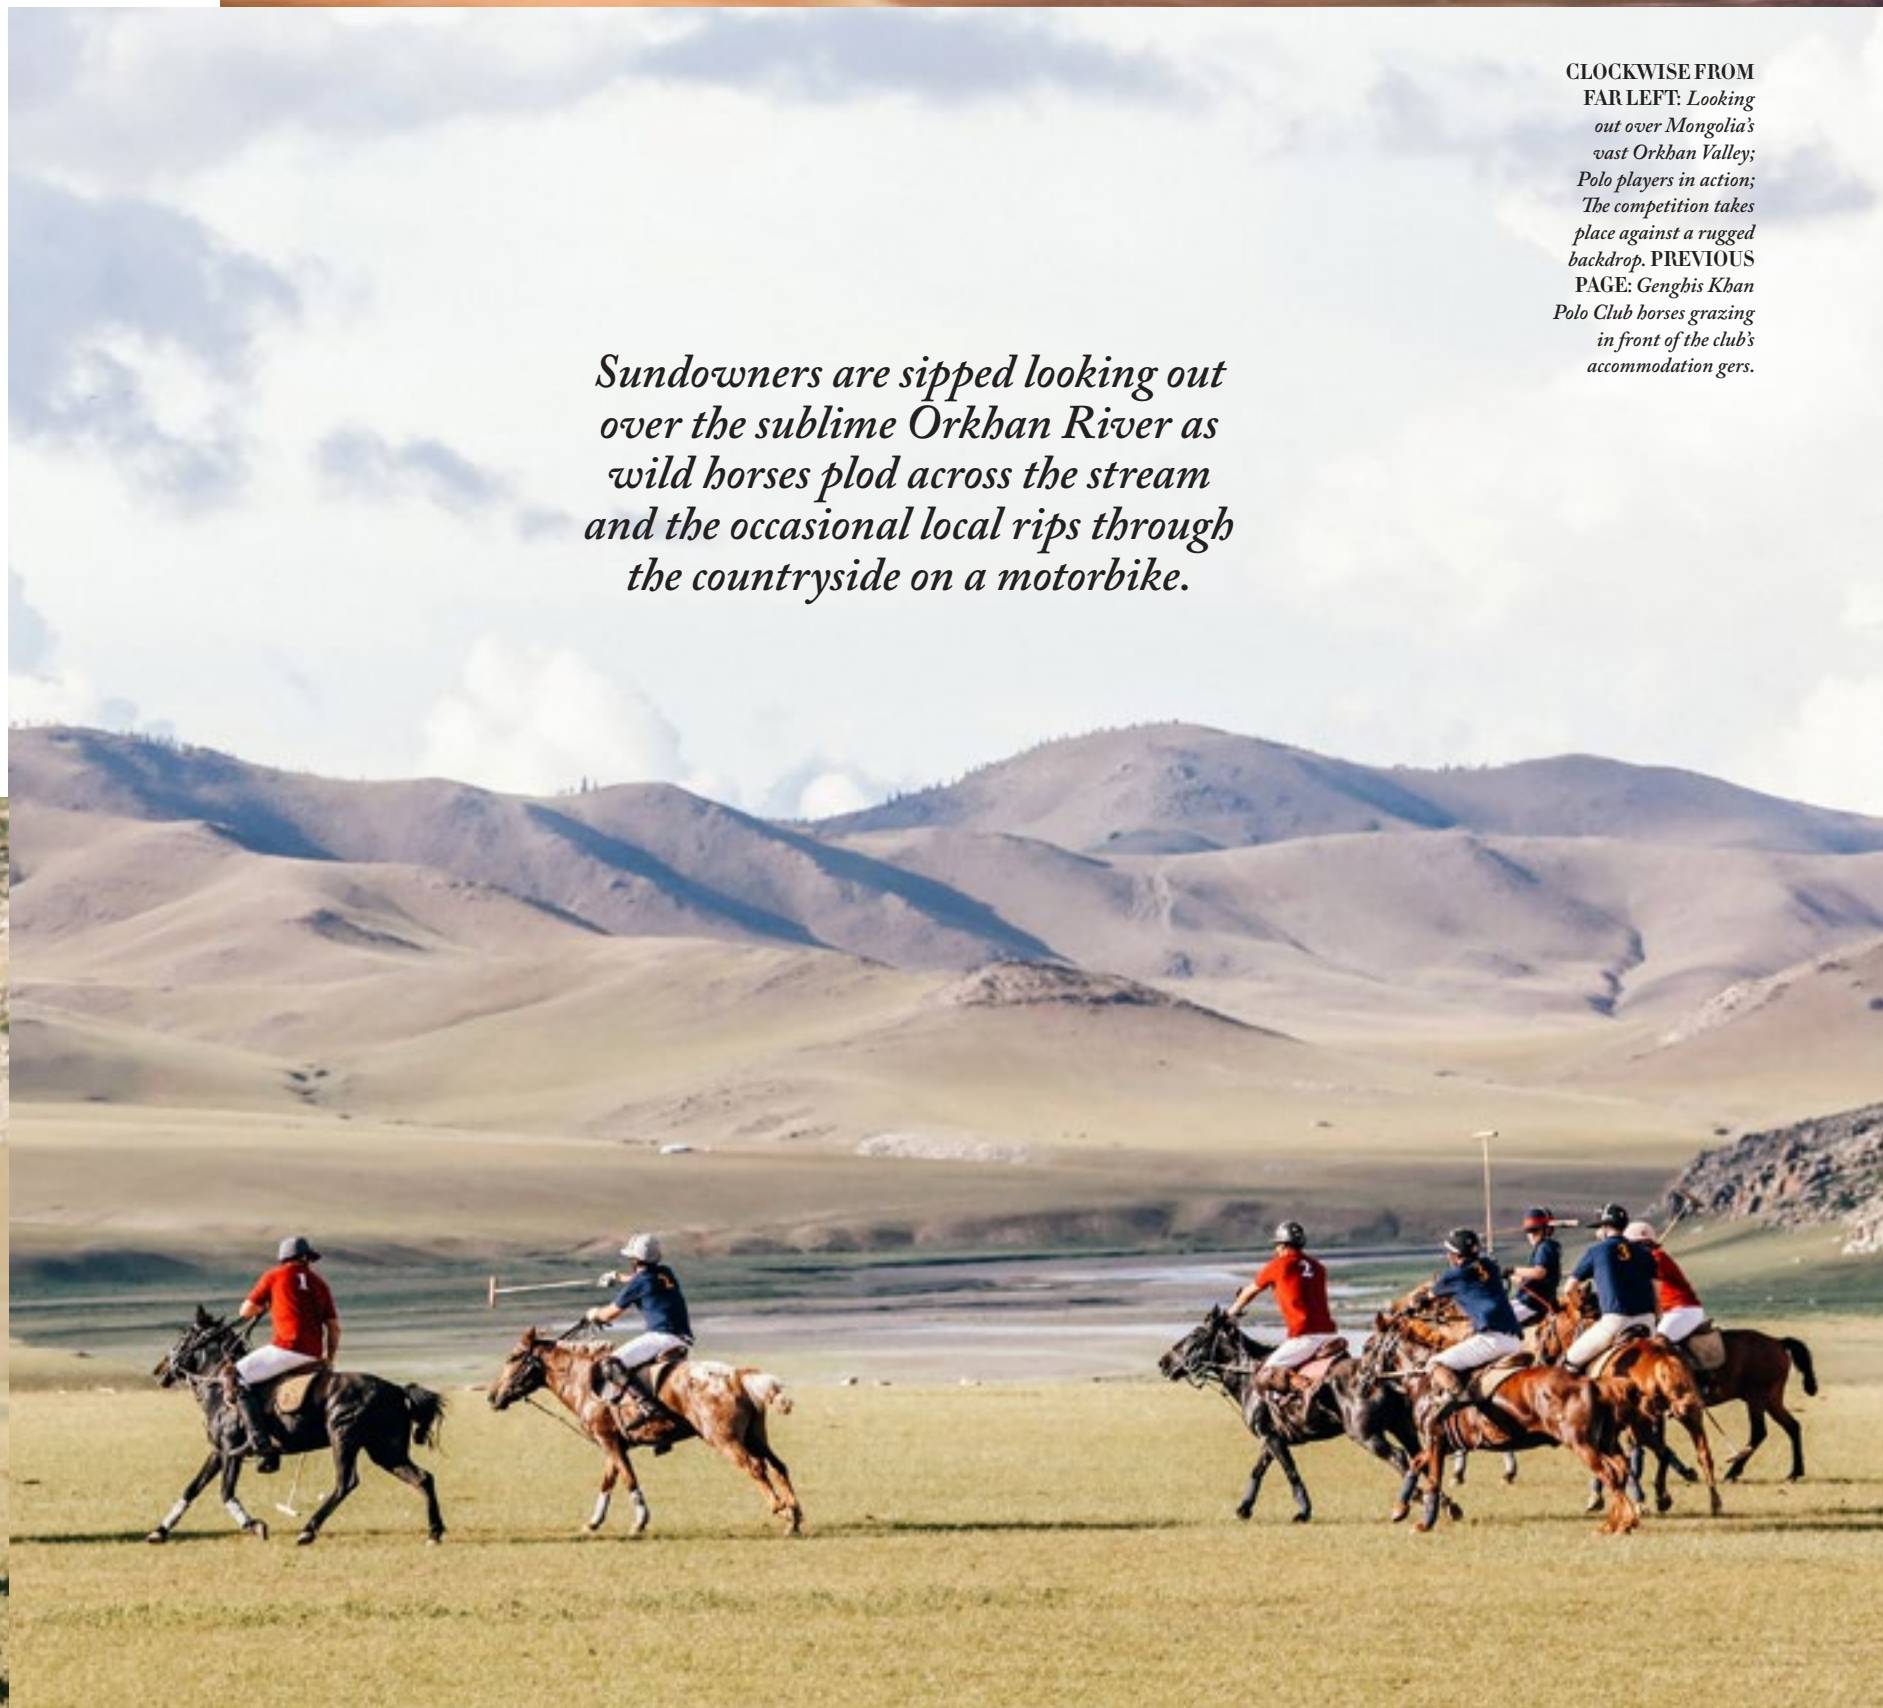 CLOCKWISE FROM
FAR LEFT: Looking
out over Mongolia's
vast Orkhan Valley;
Polo players in action;
The competition takes
place against a rugged
backdrop. PREVIOUS
PAGE: Genghis Khan
Polo Club horses grazing
in front of the club's
accommodation gers.
Sundowners are sipped looking out
over the sublime Orkhan River as
wild horses plod across the stream
and the occasional local rips through
the countryside on a motorbike.
1
2
3